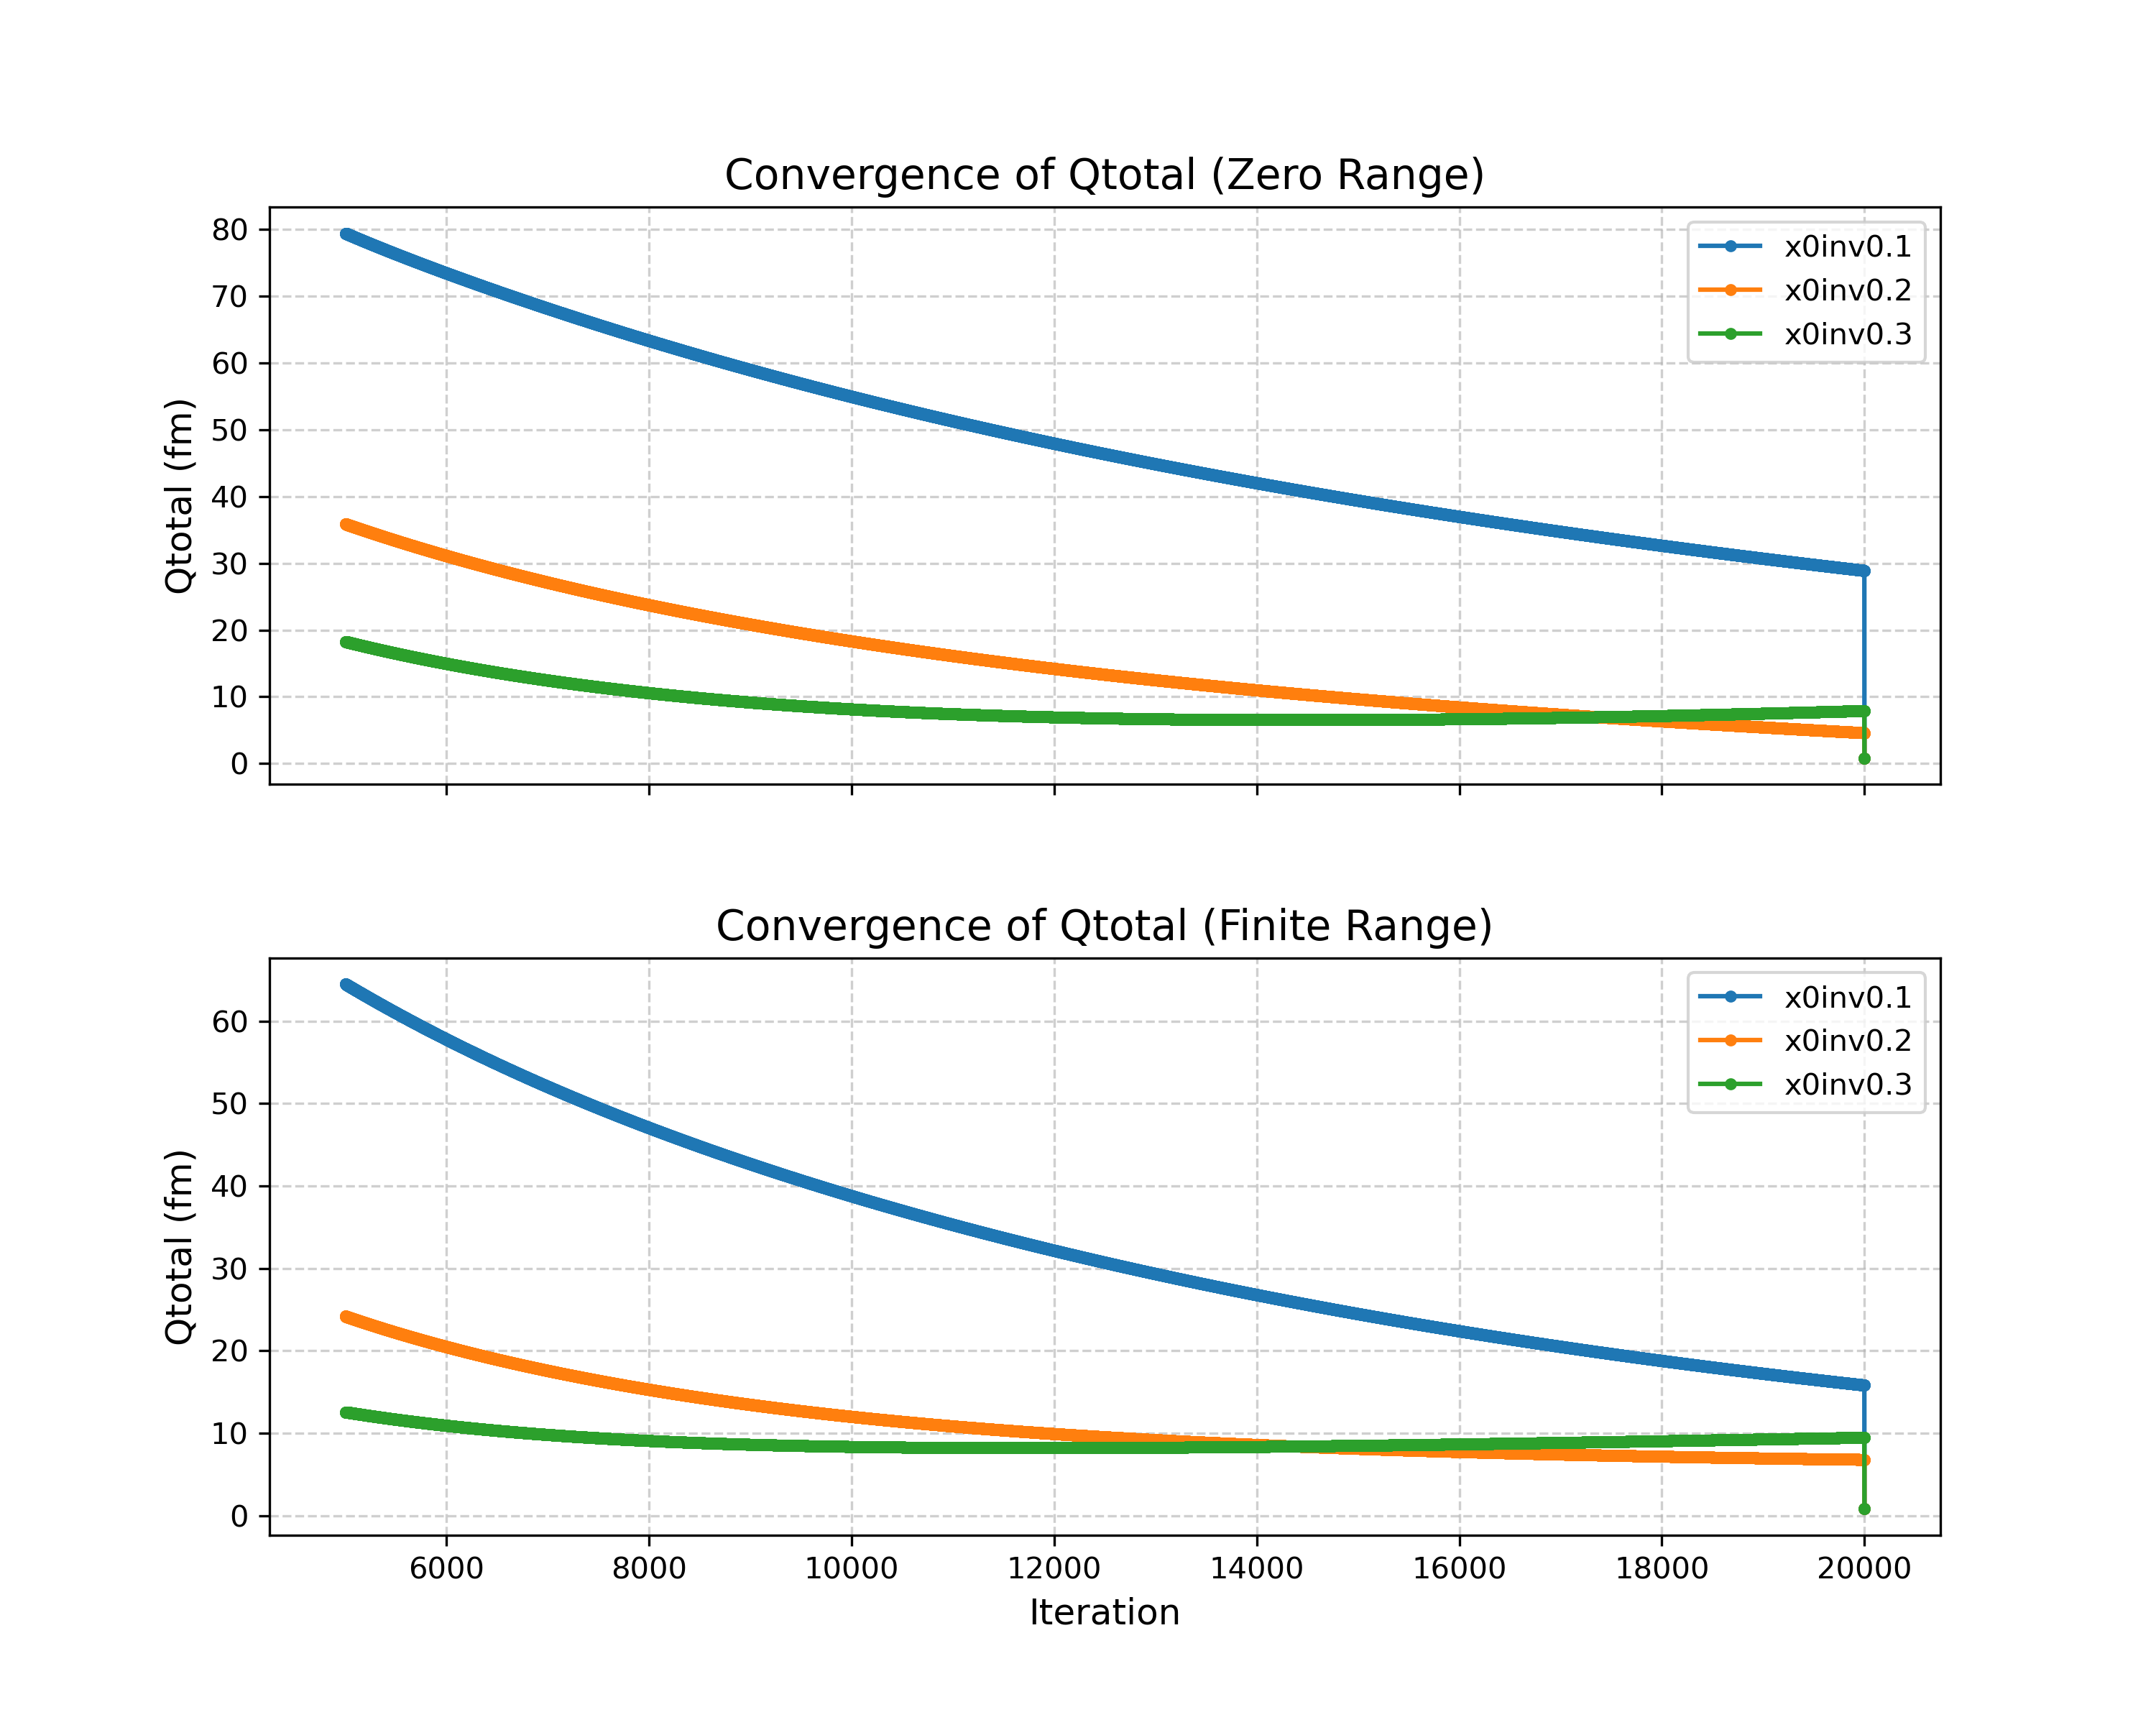 Convergence of Qtotal (Zero Range)
Qtotal (fm)
80
70
60
50
40
30
20
10
0
x0inv0.1
x0inv0.2
x0inv0.3
Convergence of Qtotal (Finite Range)
Qtotal (fm)
60
50
40
30
20
10
0
x0inv0.1
x0inv0.2
x0inv0.3
6000 8000 10000 12000 14000 16000 18000 20000
Iteration